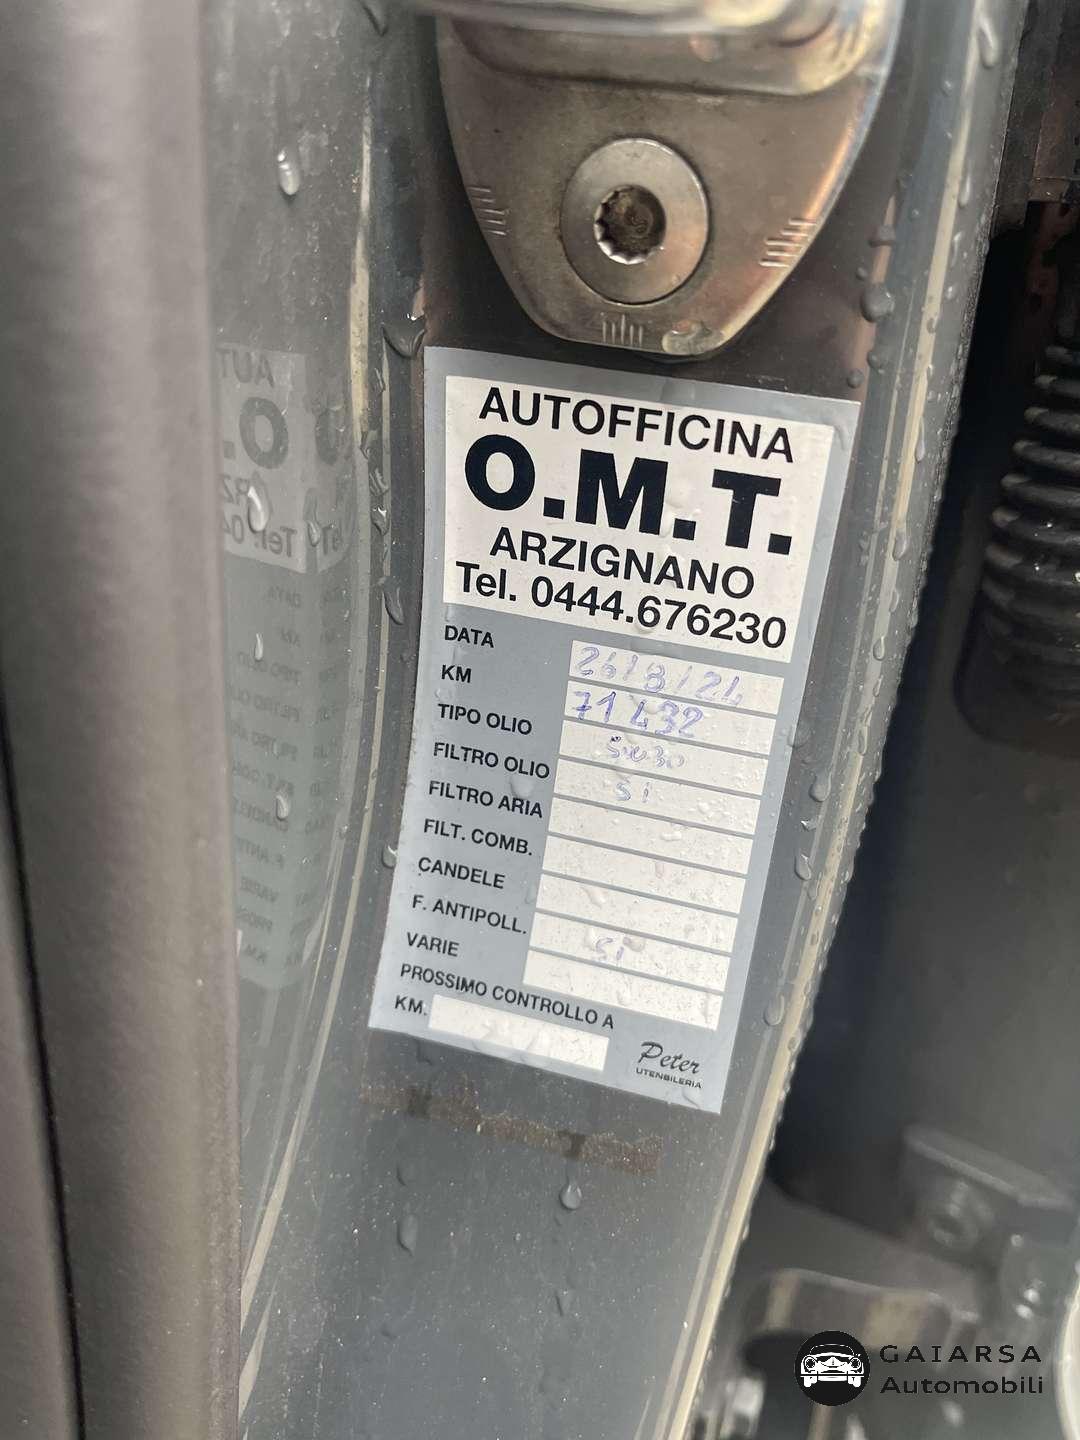 AUTOFFICINA
O.M.T.
ARZIGNANO
Tel. 0444.676230
DATA 26/8/21
KM 71432
TIPO OLIO 5W30
FILTRO OLIO SI
FILTRO ARIA
FILT. COMB.
CANDELE
F. ANTIPOLL. SI
VARIE
PROSSIMO CONTROLLO A
KM.
Peter
UTENSILERIA
GAIARSA
Automobili